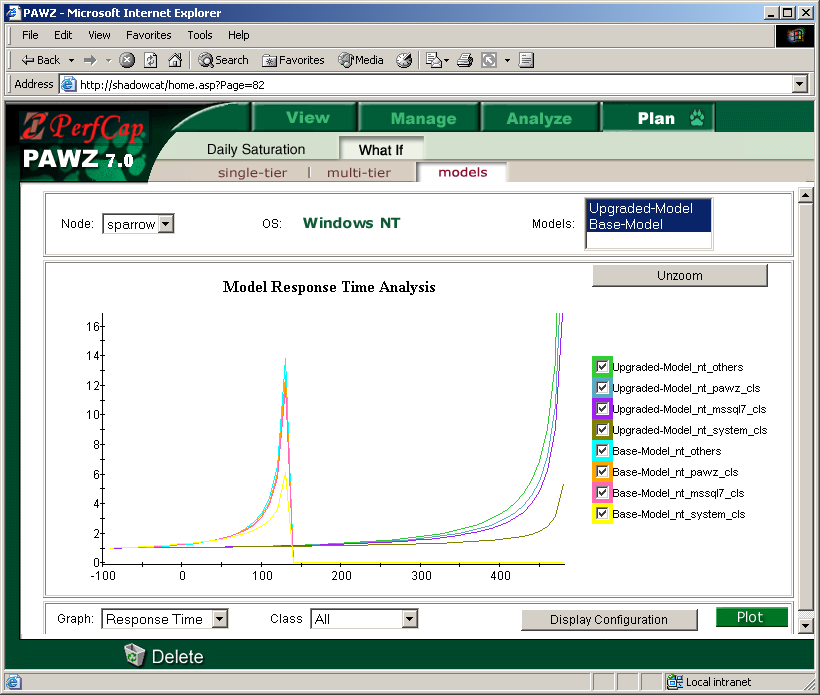 PAWZ - Microsoft Internet Explorer
File Edit View Favorites Tools Help
Back Search Favorites Media
Address http://shadowcat/home.asp?Page=82
PerfCap
PAWZ 7.0
View Manage Analyze Plan
Daily Saturation What If
single-tier | multi-tier models
Node: sparrow OS: Windows NT Models: Upgraded-Model
Base-Model
Unzoom
Model Response Time Analysis
16
14
12
10
8
6
4
2
0
-100 0 100 200 300 400
Upgraded-Model_nt_others
Upgraded-Model_nt_pawz_cls
Upgraded-Model_nt_mssql7_cls
Upgraded-Model_nt_system_cls
Base-Model_nt_others
Base-Model_nt_pawz_cls
Base-Model_nt_mssql7_cls
Base-Model_nt_system_cls
Graph: Response Time Class All Display Configuration Plot
Delete
Local intranet